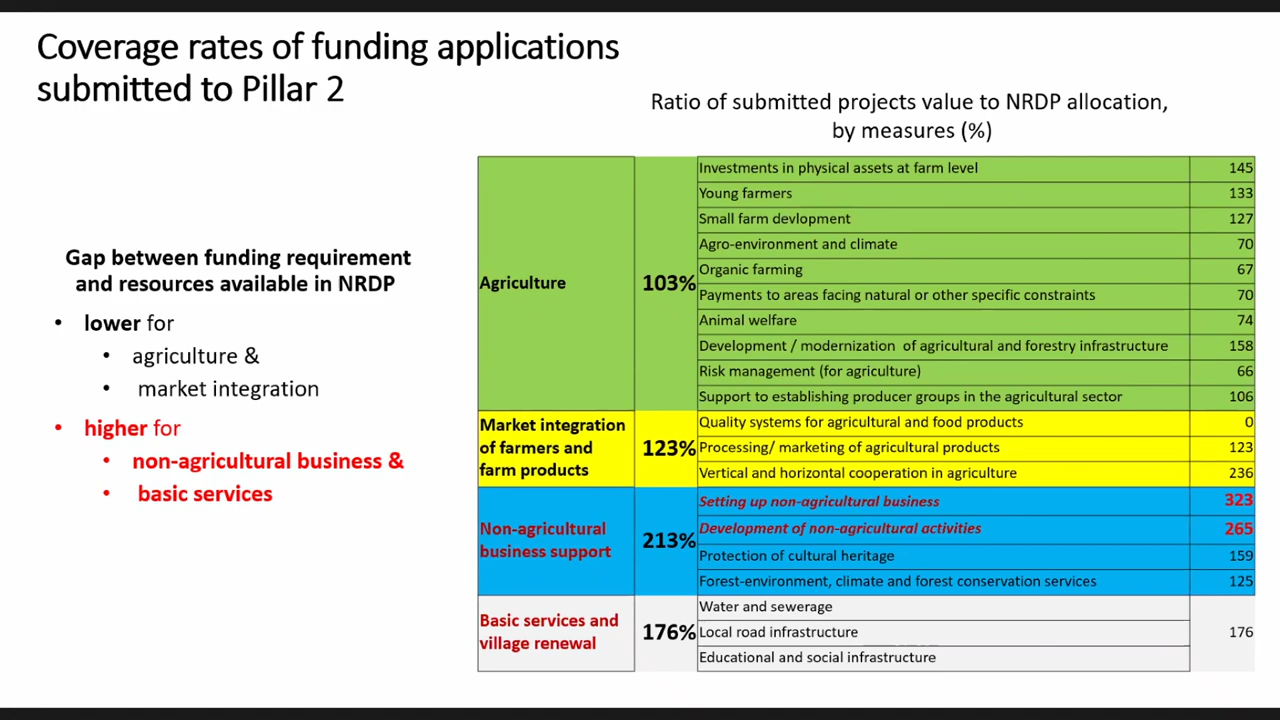 Coverage rates of funding applications
submitted to Pillar 2
Ratio of submitted projects value to NRDP allocation,
by measures (%)
Gap between funding requirement
and resources available in NRDP
• lower for
• agriculture &
• market integration
• higher for
• non-agricultural business &
• basic services
Agriculture
103%
Investments in physical assets at farm level 145
Young farmers 133
Small farm devlopment 127
Agro-environment and climate 70
Organic farming 67
Payments to areas facing natural or other specific constraints 70
Animal welfare 74
Development / modernization of agricultural and forestry infrastructure 158
Risk management (for agriculture) 66
Support to establishing producer groups in the agricultural sector 106
Market integration
of farmers and
farm products
123%
Quality systems for agricultural and food products 0
Processing/ marketing of agricultural products 123
Vertical and horizontal cooperation in agriculture 236
Non-agricultural
business support
213%
Setting up non-agricultural business 323
Development of non-agricultural activities 265
Protection of cultural heritage 159
Forest-environment, climate and forest conservation services 125
Basic services and
village renewal
176%
Water and sewerage
Local road infrastructure 176
Educational and social infrastructure